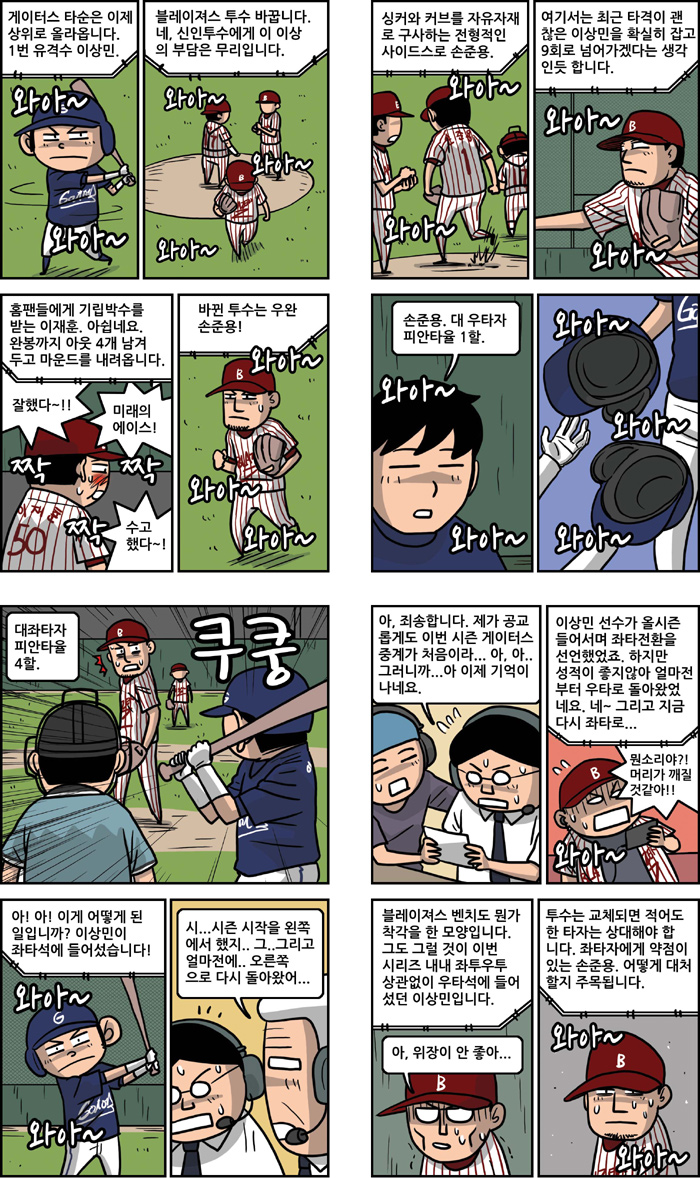 게이터스 타순은 이제
상위로 올라옵니다.
1번 유격수 이상민.
와아~
와아~
블레이져스 투수 바꿉니다.
네, 신인투수에게 이 이상
의 부담은 무리입니다.
와아~
와아~
와아~
홈팬들에게 기립박수를
받는 이재훈. 아쉽네요.
완봉까지 아웃 4개 남겨
두고 마운드를 내려옵니다.
잘했다~!!
미래의
에이스!
짝
짝
짝
수고
했다~!
50
바뀐 투수는 우완
손준용!
와아~
B
와아~
와아~
싱커와 커브를 자유자재
로 구사하는 전형적인
사이드스로 손준용.
와아~
1
와아~
여기서는 최근 타격이 괜
찮은 이상민을 확실히 잡고
9회로 넘어가겠다는 생각
인듯 합니다.
와아~
B
와아~
손준용. 대 우타자
피안타율 1할.
와아~
와아~
와아~
와아~
와아~
대좌타자
피안타율
4할.
쿠쿵
B
아! 아! 이게 어떻게 된
일입니까? 이상민이
좌타석에 들어섰습니다!
와아~
G
와아~
시...시즌 시작을 왼쪽
에서 했지.. 그..그리고
얼마전에.. 오른쪽
으로 다시 돌아왔어...
아, 죄송합니다. 제가 공교
롭게도 이번 시즌 게이터스
중계가 처음이라... 아, 아..
그러니까...아 이제 기억이
나네요.
이상민 선수가 올시즌
들어서며 좌타전환을
선언했었죠. 하지만
성적이 좋지않아 얼마전
부터 우타로 돌아왔었
네요. 네~ 그리고 지금
다시 좌타로...
뭔소리야?!
머리가 깨질
것같아!!
B
와아~
블레이져스 벤치도 뭔가
착각을 한 모양입니다.
그도 그럴 것이 이번
시리즈 내내 좌투우투
상관없이 우타석에 들어
섰던 이상민입니다.
아, 위장이 안 좋아...
B
투수는 교체되면 적어도
한 타자는 상대해야 합
니다. 좌타자에게 약점이
있는 손준용. 어떻게 대처
할지 주목됩니다.
와아~
B
와아~